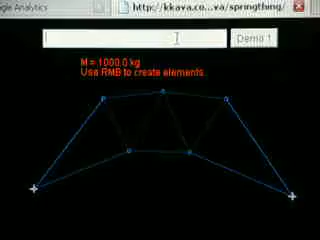 gle Analytics
http://kkava.co...va/springthing/
Demo 1
M = 1000.0 kg
Use RMB to create elements